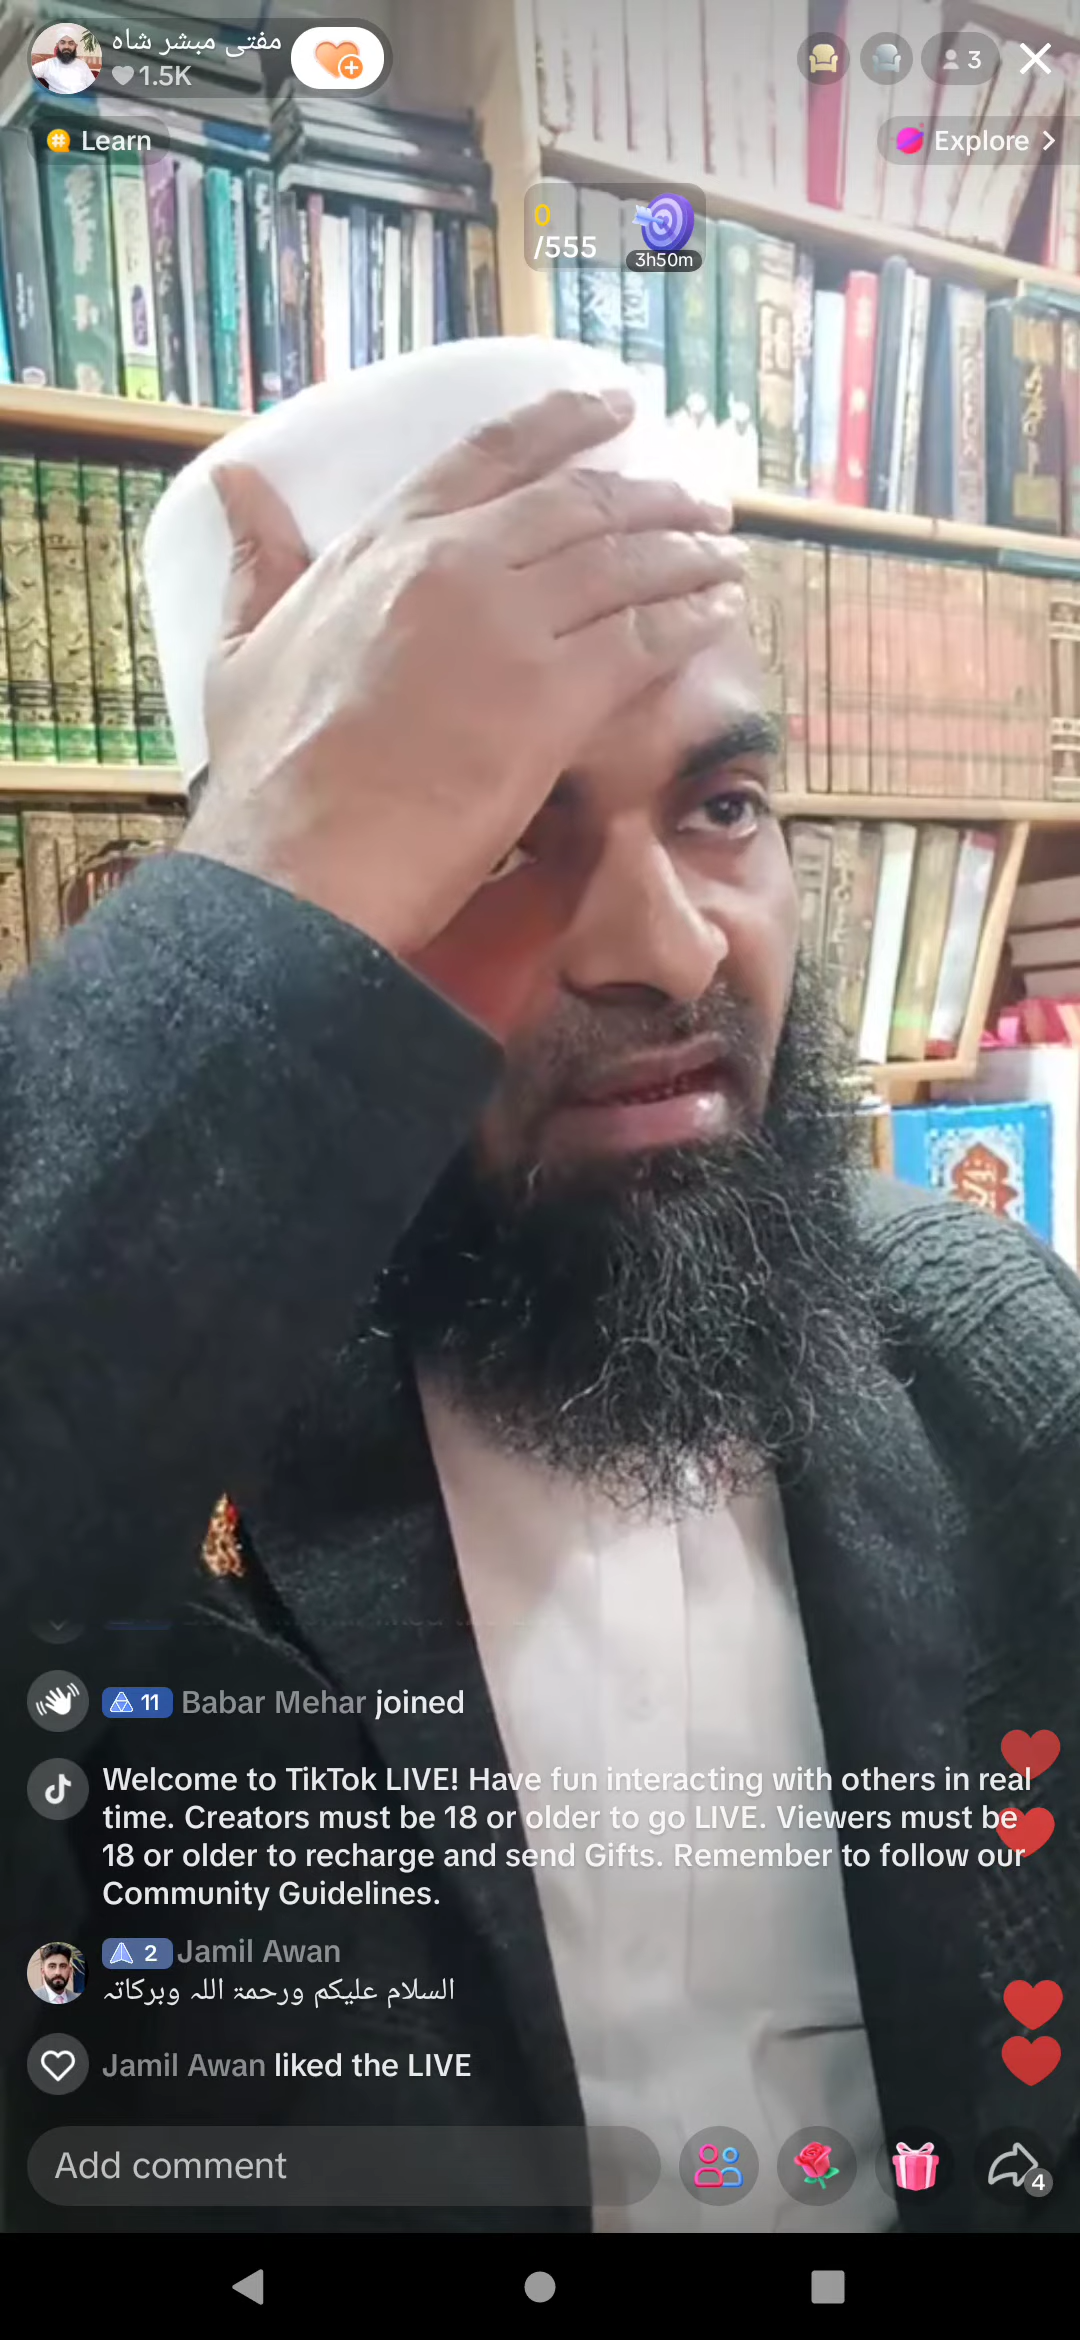 مفتی مبشر شاہ
1.5K
3
Learn
Explore
0
/555
3h50m
11 Babar Mehar joined
Welcome to TikTok LIVE! Have fun interacting with others in real
time. Creators must be 18 or older to go LIVE. Viewers must be
18 or older to recharge and send Gifts. Remember to follow our
Community Guidelines.
2 Jamil Awan
السلام علیکم ورحمۃ اللہ وبرکاتہ
Jamil Awan liked the LIVE
Add comment
4